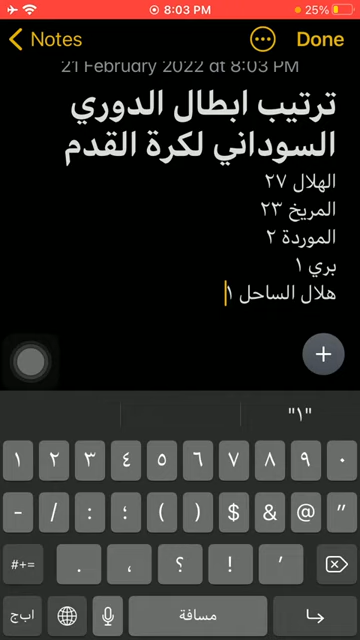 8:03 PM
25%
Notes
Done
21 February 2022 at 8:03 PM
ترتيب ابطال الدوري
السوداني لكرة القدم
الهلال ٢٧
المريخ ٢٣
الموردة ٢
بري ١
هلال الساحل ١
"١"
١ ٢ ٣ ٤ ٥ ٦ ٧ ٨ ٩ ٠
- / : ؛ ( ) $ & @ "
#+= . ، ؟ ! '
اب‌ج
مسافة